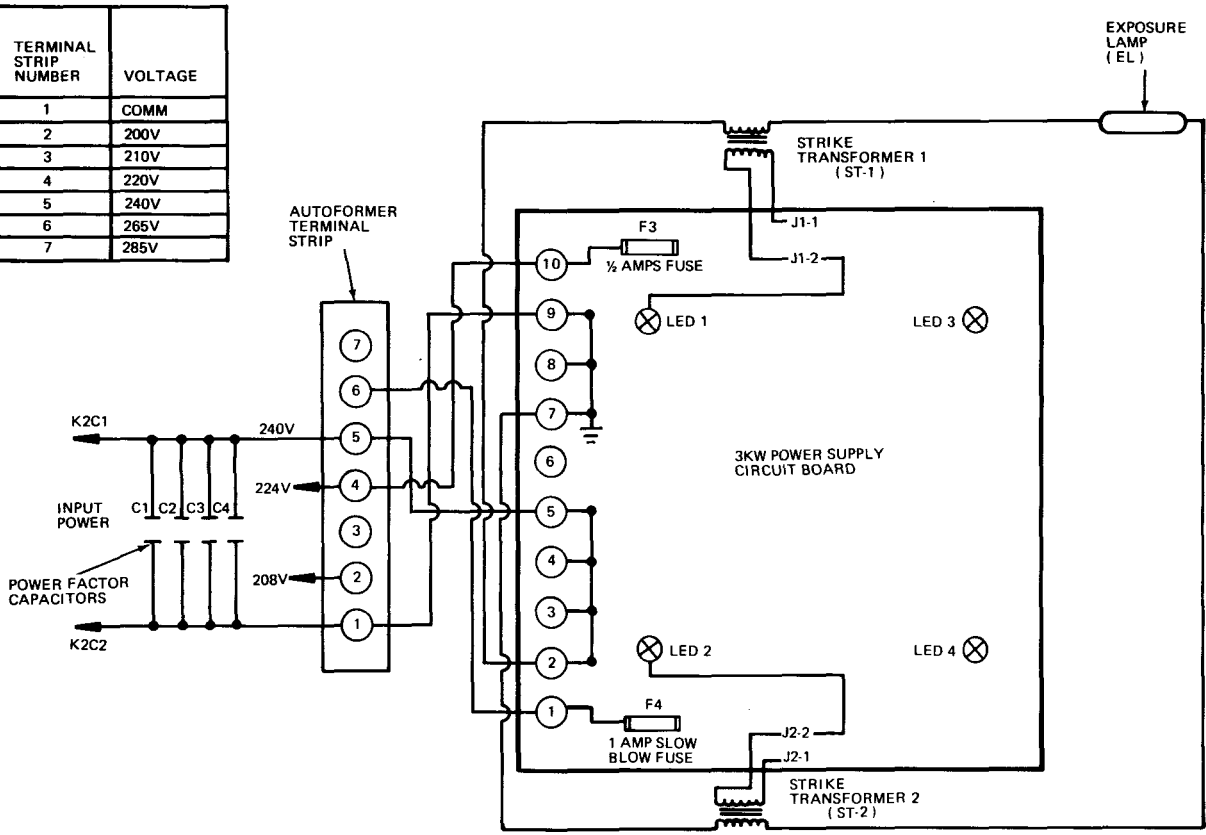 TERMINAL
STRIP
NUMBER
VOLTAGE
1 COMM
2 200V
3 210V
4 220V
5 240V
6 265V
7 285V
EXPOSURE
LAMP
( EL )
STRIKE
TRANSFORMER 1
( ST-1 )
AUTOFORMER
TERMINAL
STRIP
J1-1
F3
½ AMPS FUSE
J1-2
10
9
8
7
6
5
4
3
2
1
LED 1
LED 3
7
6
5
4
3
2
1
K2C1
240V
224V
INPUT
POWER
C1 C2 C3 C4
208V
POWER FACTOR
CAPACITORS
K2C2
3KW POWER SUPPLY
CIRCUIT BOARD
LED 2
LED 4
F4
1 AMP SLOW
BLOW FUSE
J2-2
J2-1
STRIKE
TRANSFORMER 2
( ST-2 )